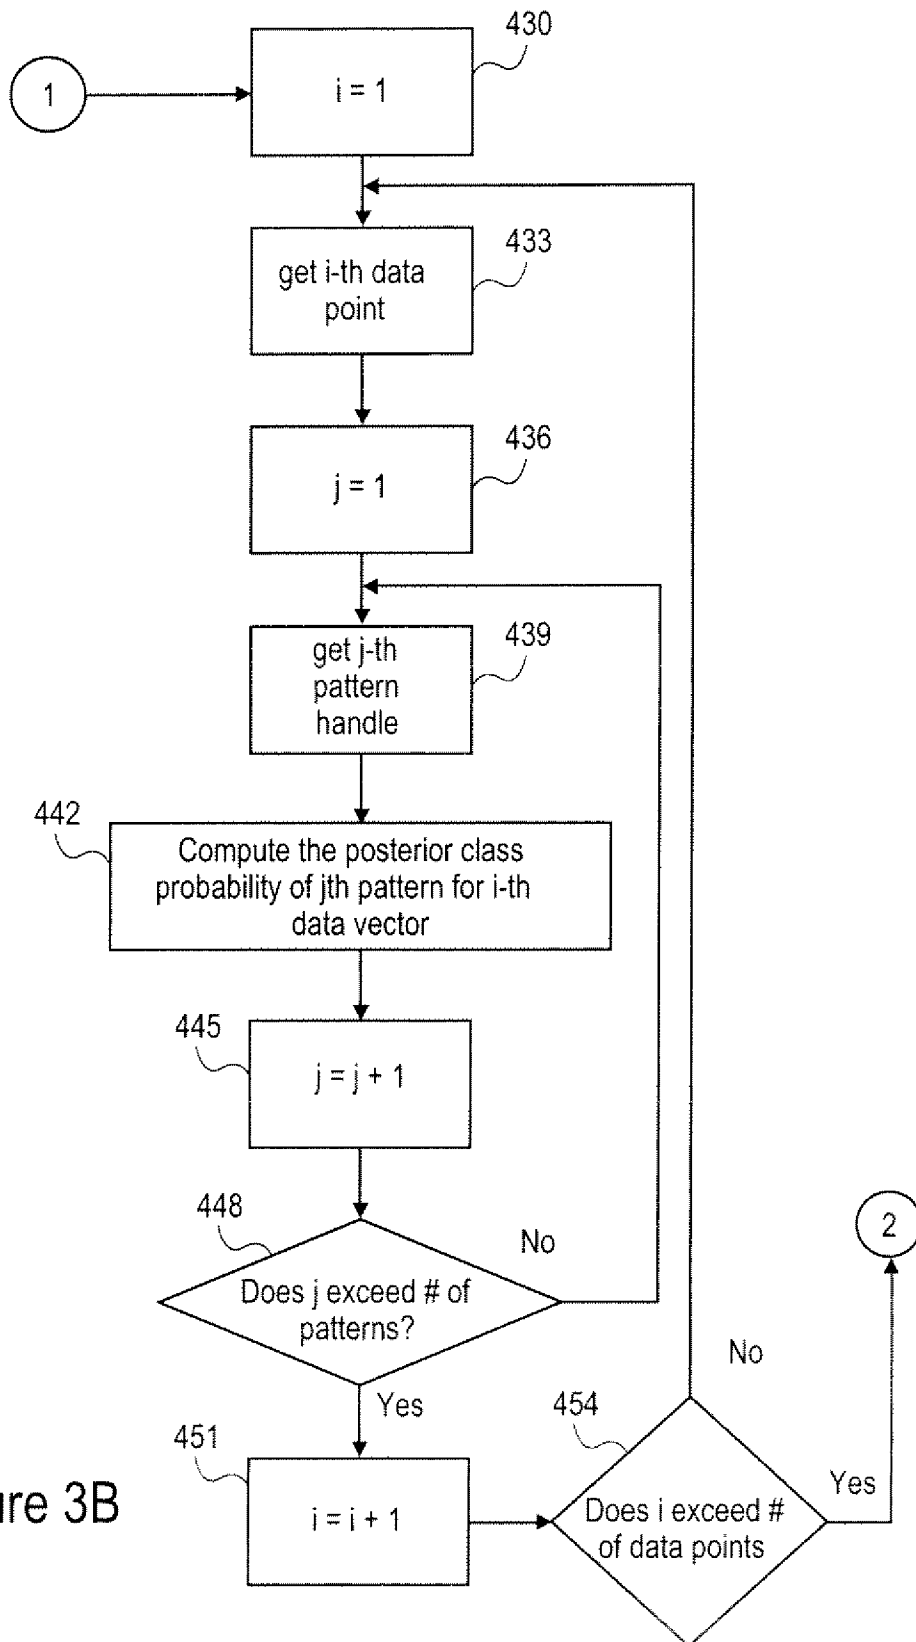 430
1
i = 1
433
get i-th data
point
436
j = 1
439
get j-th
pattern
handle
442
Compute the posterior class
probability of jth pattern for i-th
data vector
445
j = j + 1
448
No
Does j exceed # of
patterns?
2
No
Yes
454
451
i = i + 1
Does i exceed #
of data points
Yes
ure 3B